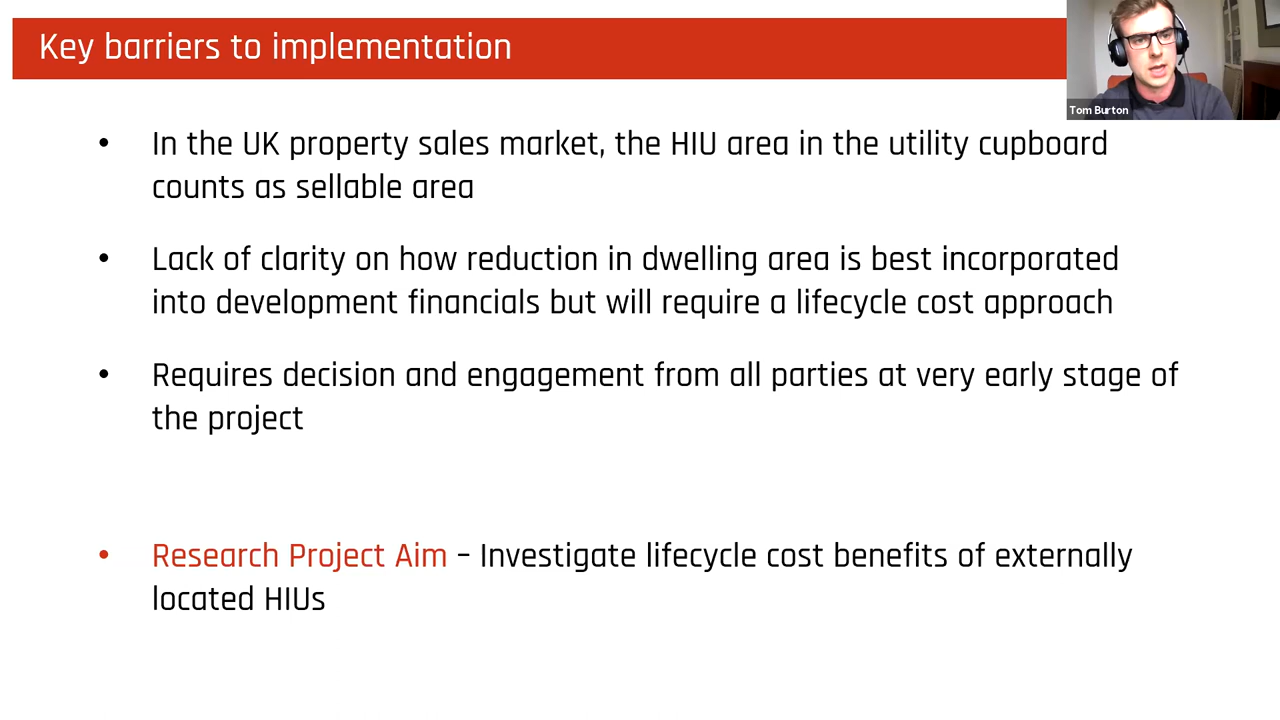 Key barriers to implementation
Tom Burton
• In the UK property sales market, the HIU area in the utility cupboard
counts as sellable area
• Lack of clarity on how reduction in dwelling area is best incorporated
into development financials but will require a lifecycle cost approach
• Requires decision and engagement from all parties at very early stage of
the project
• Research Project Aim – Investigate lifecycle cost benefits of externally
located HIUs